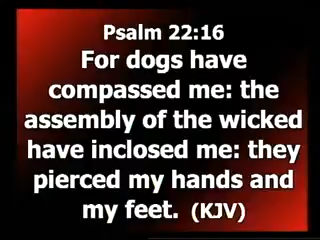 Psalm 22:16
For dogs have
compassed me: the
assembly of the wicked
have inclosed me: they
pierced my hands and
my feet. (KJV)